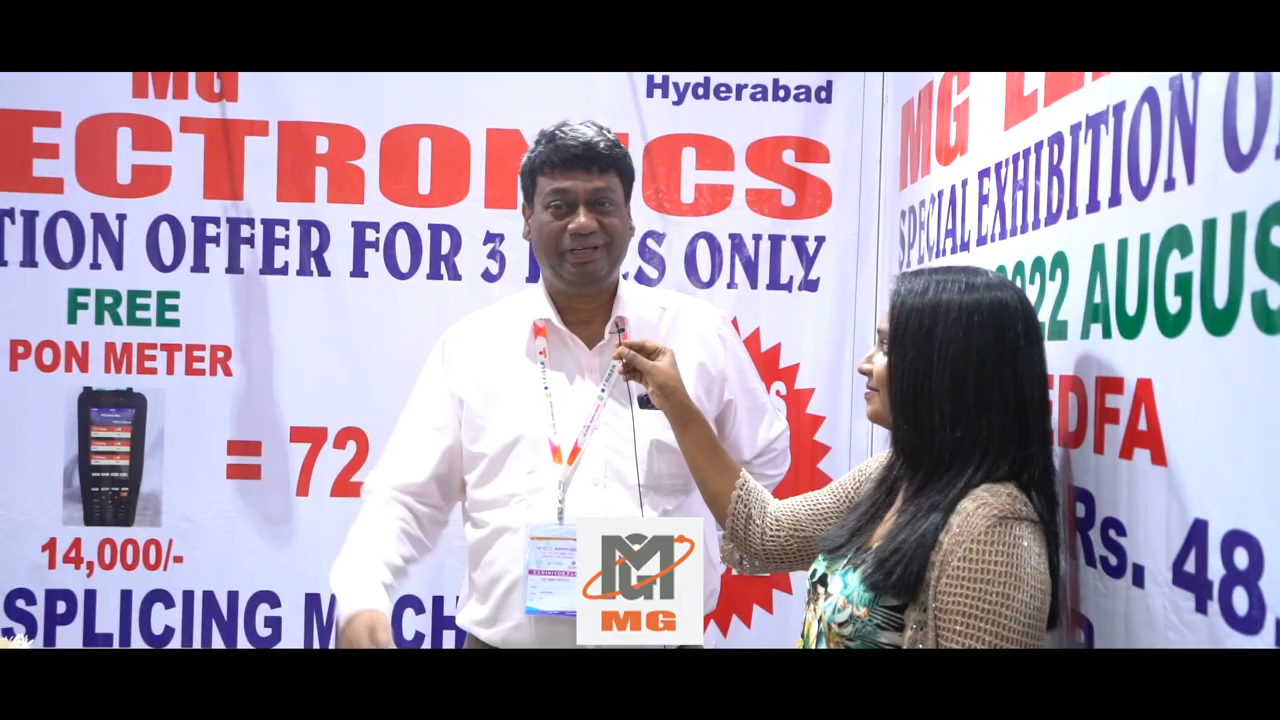 MG
Hyderabad
ECTRONICS
TION OFFER FOR 3 ONLY
FREE
PON METER
= 72
14,000/-
SPLICING
MG
SPECIAL EXHIBITION
2022 AUGUS
EDFA
Rs. 48,
MG
MG